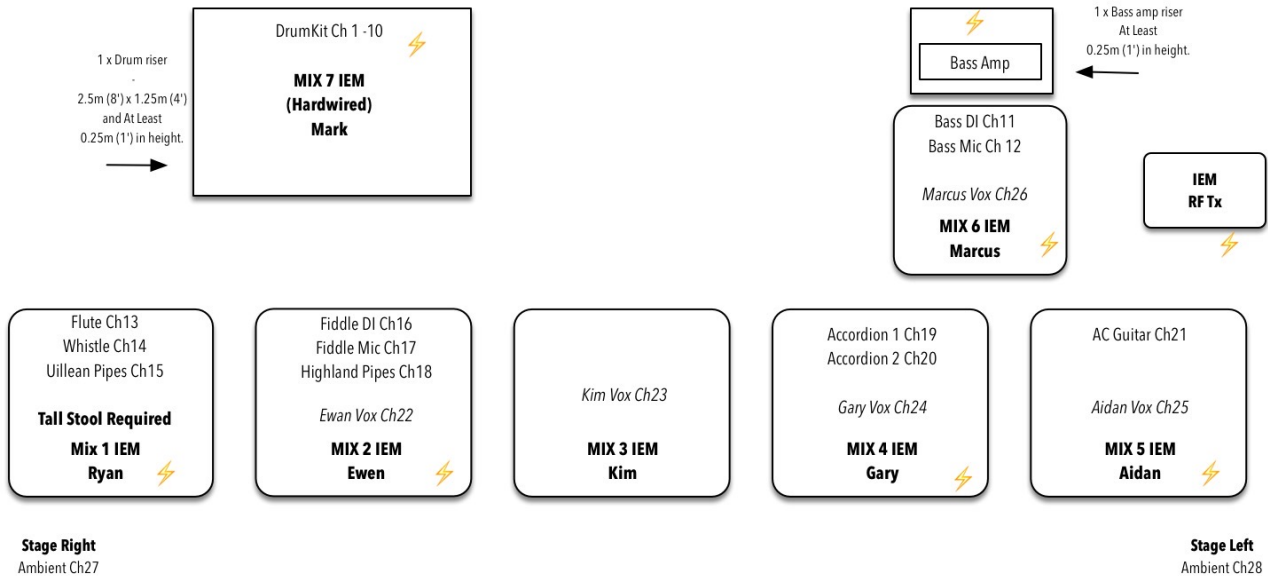 DrumKit Ch 1 -10
MIX 7 IEM
(Hardwired)
Mark
1 x Drum riser
-
2.5m (8') x 1.25m (4')
and At Least
0.25m (1') in height.
Bass Amp
1 x Bass amp riser
At Least
0.25m (1') in height.
Bass DI Ch11
Bass Mic Ch 12
Marcus Vox Ch26
MIX 6 IEM
Marcus
IEM
RF Tx
Flute Ch13
Whistle Ch14
Uillean Pipes Ch15
Tall Stool Required
Mix 1 IEM
Ryan
Fiddle DI Ch16
Fiddle Mic Ch17
Highland Pipes Ch18
Ewan Vox Ch22
MIX 2 IEM
Ewen
Kim Vox Ch23
MIX 3 IEM
Kim
Accordion 1 Ch19
Accordion 2 Ch20
Gary Vox Ch24
MIX 4 IEM
Gary
AC Guitar Ch21
Aidan Vox Ch25
MIX 5 IEM
Aidan
Stage Right
Ambient Ch27
Stage Left
Ambient Ch28